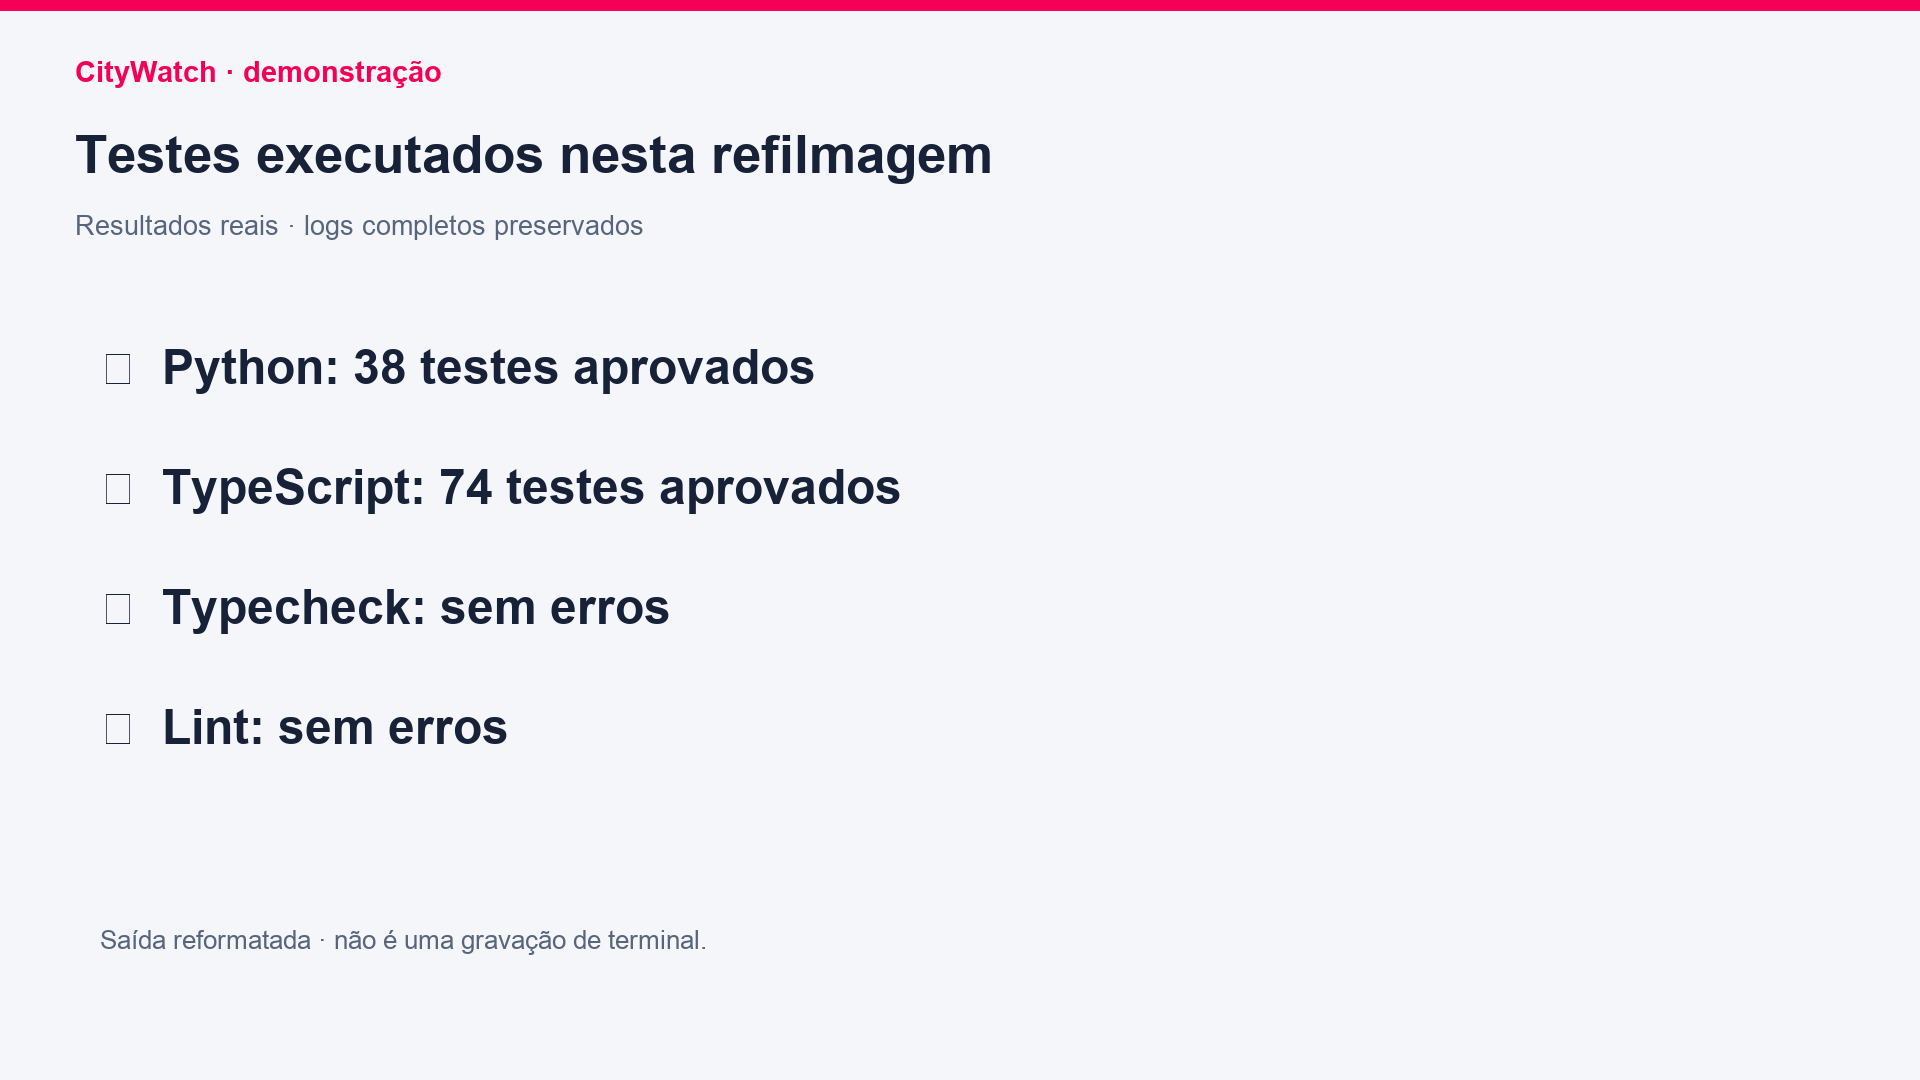 CityWatch · demonstração
Testes executados nesta refilmagem
Resultados reais · logs completos preservados
Python: 38 testes aprovados
TypeScript: 74 testes aprovados
Typecheck: sem erros
Lint: sem erros
Saída reformatada · não é uma gravação de terminal.